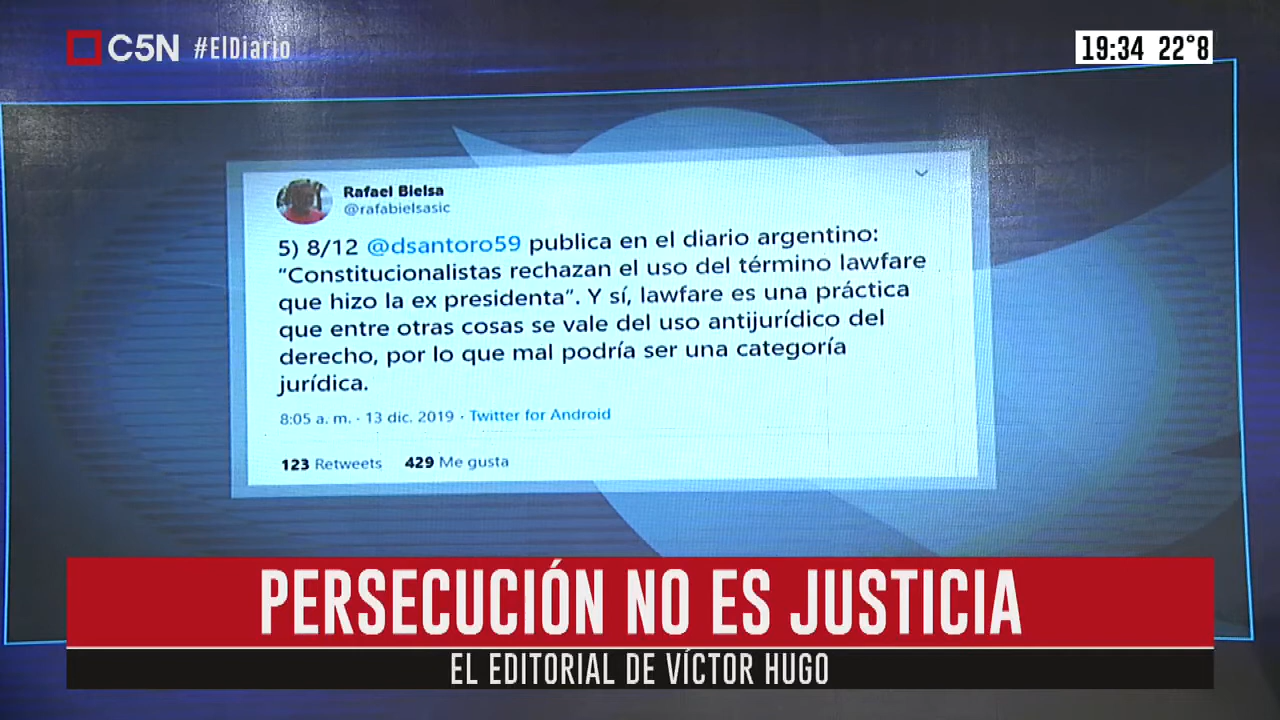 C5N #ElDiario
19:34 22°8
Rafael Bielsa
@rafabielsasic
5) 8/12 @dsantoro59 publica en el diario argentino:
“Constitucionalistas rechazan el uso del término lawfare
que hizo la ex presidenta”. Y sí, lawfare es una práctica
que entre otras cosas se vale del uso antijurídico del
derecho, por lo que mal podría ser una categoría
jurídica.
8:05 a. m. · 13 dic. 2019 · Twitter for Android
123 Retweets 429 Me gusta
PERSECUCIÓN NO ES JUSTICIA
EL EDITORIAL DE VÍCTOR HUGO